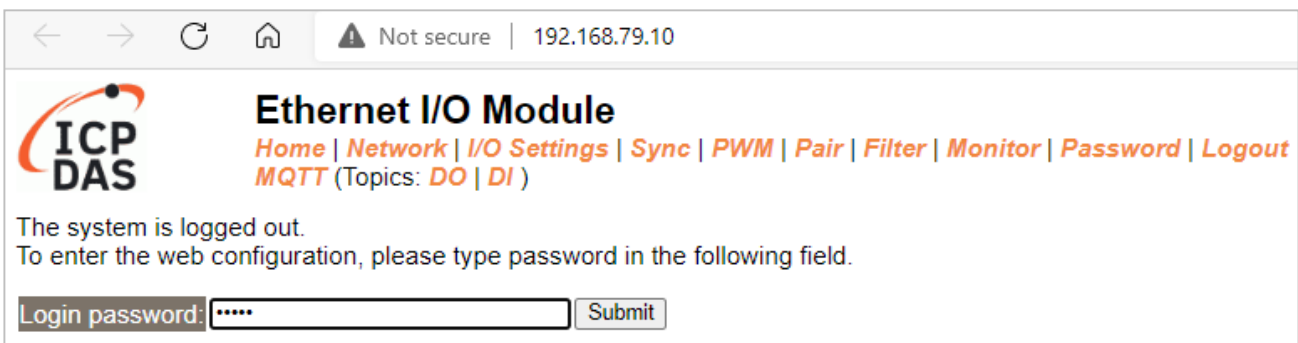 Not secure | 192.168.79.10
ICP
DAS
Ethernet I/O Module
Home | Network | I/O Settings | Sync | PWM | Pair | Filter | Monitor | Password | Logout
MQTT (Topics: DO | DI )
The system is logged out.
To enter the web configuration, please type password in the following field.
Login password: ••••• Submit